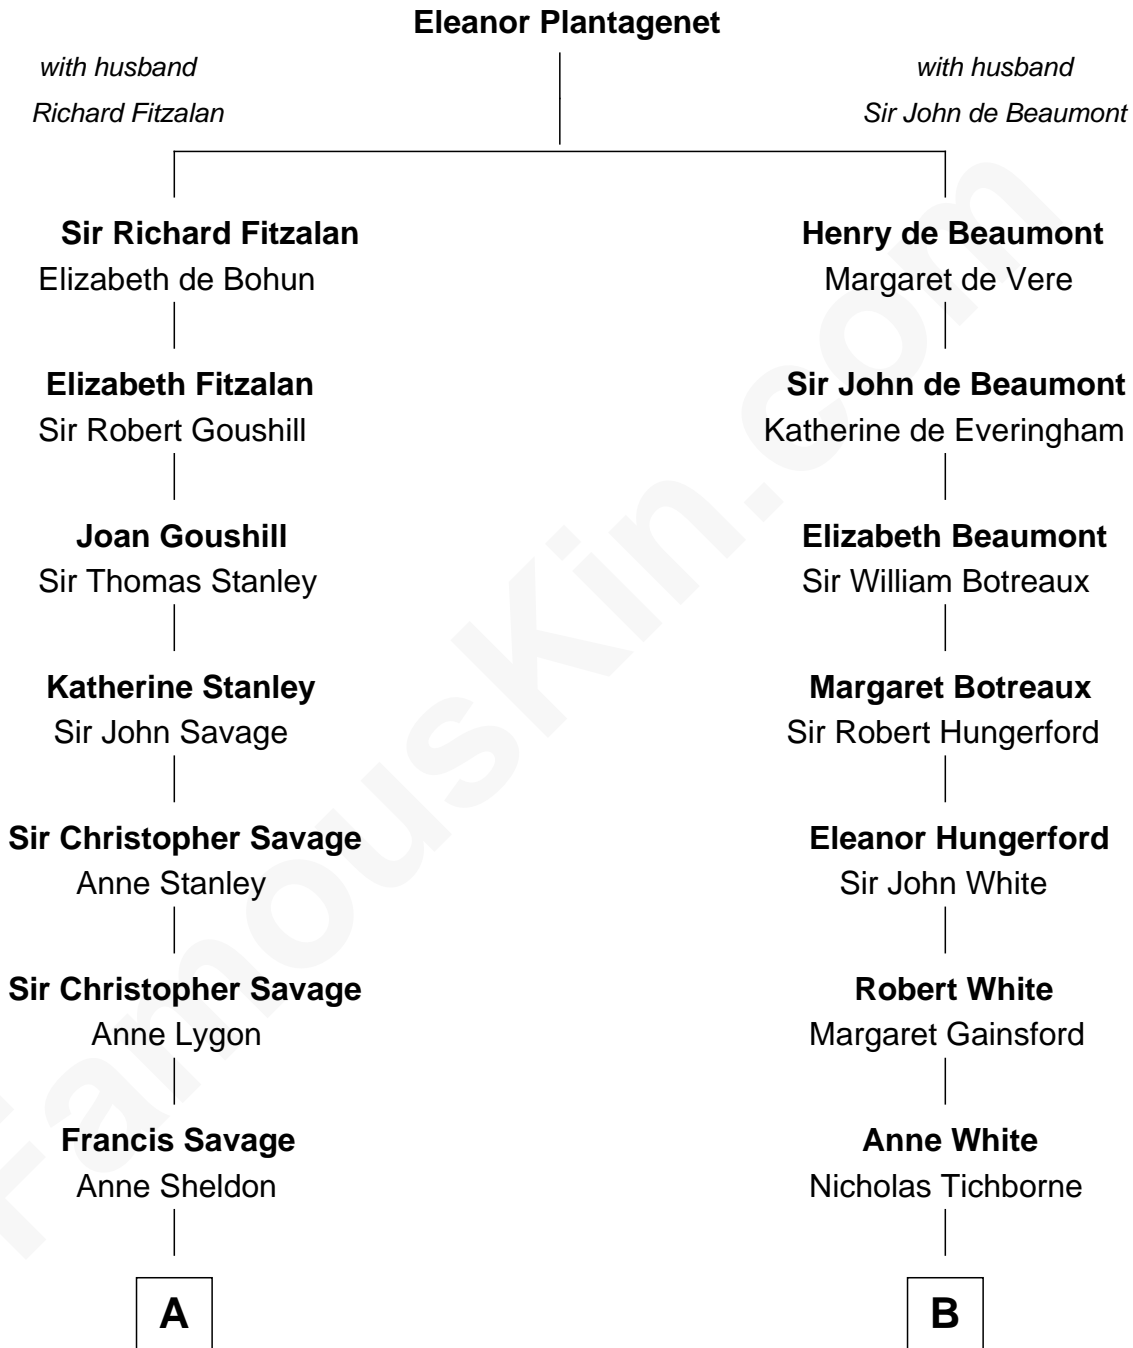 Eleanor Plantagenet
with husband
Richard Fitzalan
with husband
Sir John de Beaumont
Sir Richard Fitzalan
Elizabeth de Bohun
Henry de Beaumont
Margaret de Vere
Elizabeth Fitzalan
Sir Robert Goushill
Sir John de Beaumont
Katherine de Everingham
Joan Goushill
Sir Thomas Stanley
Elizabeth Beaumont
Sir William Botreaux
Katherine Stanley
Sir John Savage
Margaret Botreaux
Sir Robert Hungerford
Sir Christopher Savage
Anne Stanley
Eleanor Hungerford
Sir John White
Sir Christopher Savage
Anne Lygon
Robert White
Margaret Gainsford
Francis Savage
Anne Sheldon
Anne White
Nicholas Tichborne
A
B
FamousKin.com